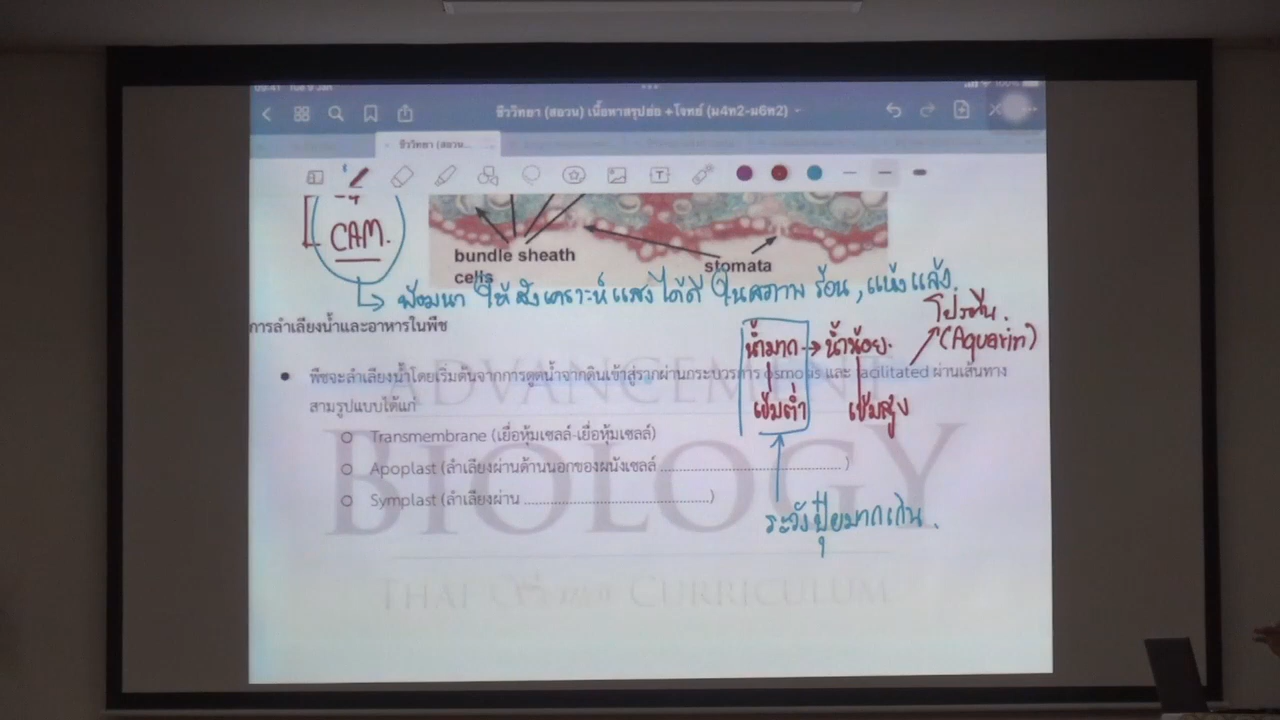 09:41 Tue 9 Jan
ชีววิทยา (สอวน) เนื้อหาสรุปย่อ +โจทย์ (ม4ท2-ม6ท2)
ชีววิทยา (สอวน...
CAM.
bundle sheath
cells
stomata
พัฒนา ให้สังเคราะห์แสงได้ดี ในสภาพ ร้อน, แห้งแล้ง.
การลำเลียงน้ำและอาหารในพืช
โปรตีน.
น้ำมาก → น้ำน้อย.
(Aquarin)
พืชจะลำเลียงน้ำโดยเริ่มต้นจากการดูดน้ำจากดินเข้าสู่รากผ่านกระบวรการ osmosis และ facilitated ผ่านเส้นทาง
สามรูปแบบได้แก่
เข้มต่ำ เข้มสูง
Transmembrane (เยื่อหุ้มเซลล์-เยื่อหุ้มเซลล์)
Apoplast (ลำเลียงผ่านด้านนอกของผนังเซลล์ ..........................................)
Symplast (ลำเลียงผ่าน ..........................................)
ระวังปุ๋ยมากเกิน.
ADVANCEMENT
BIOLOGY
THAI CURRICULUM